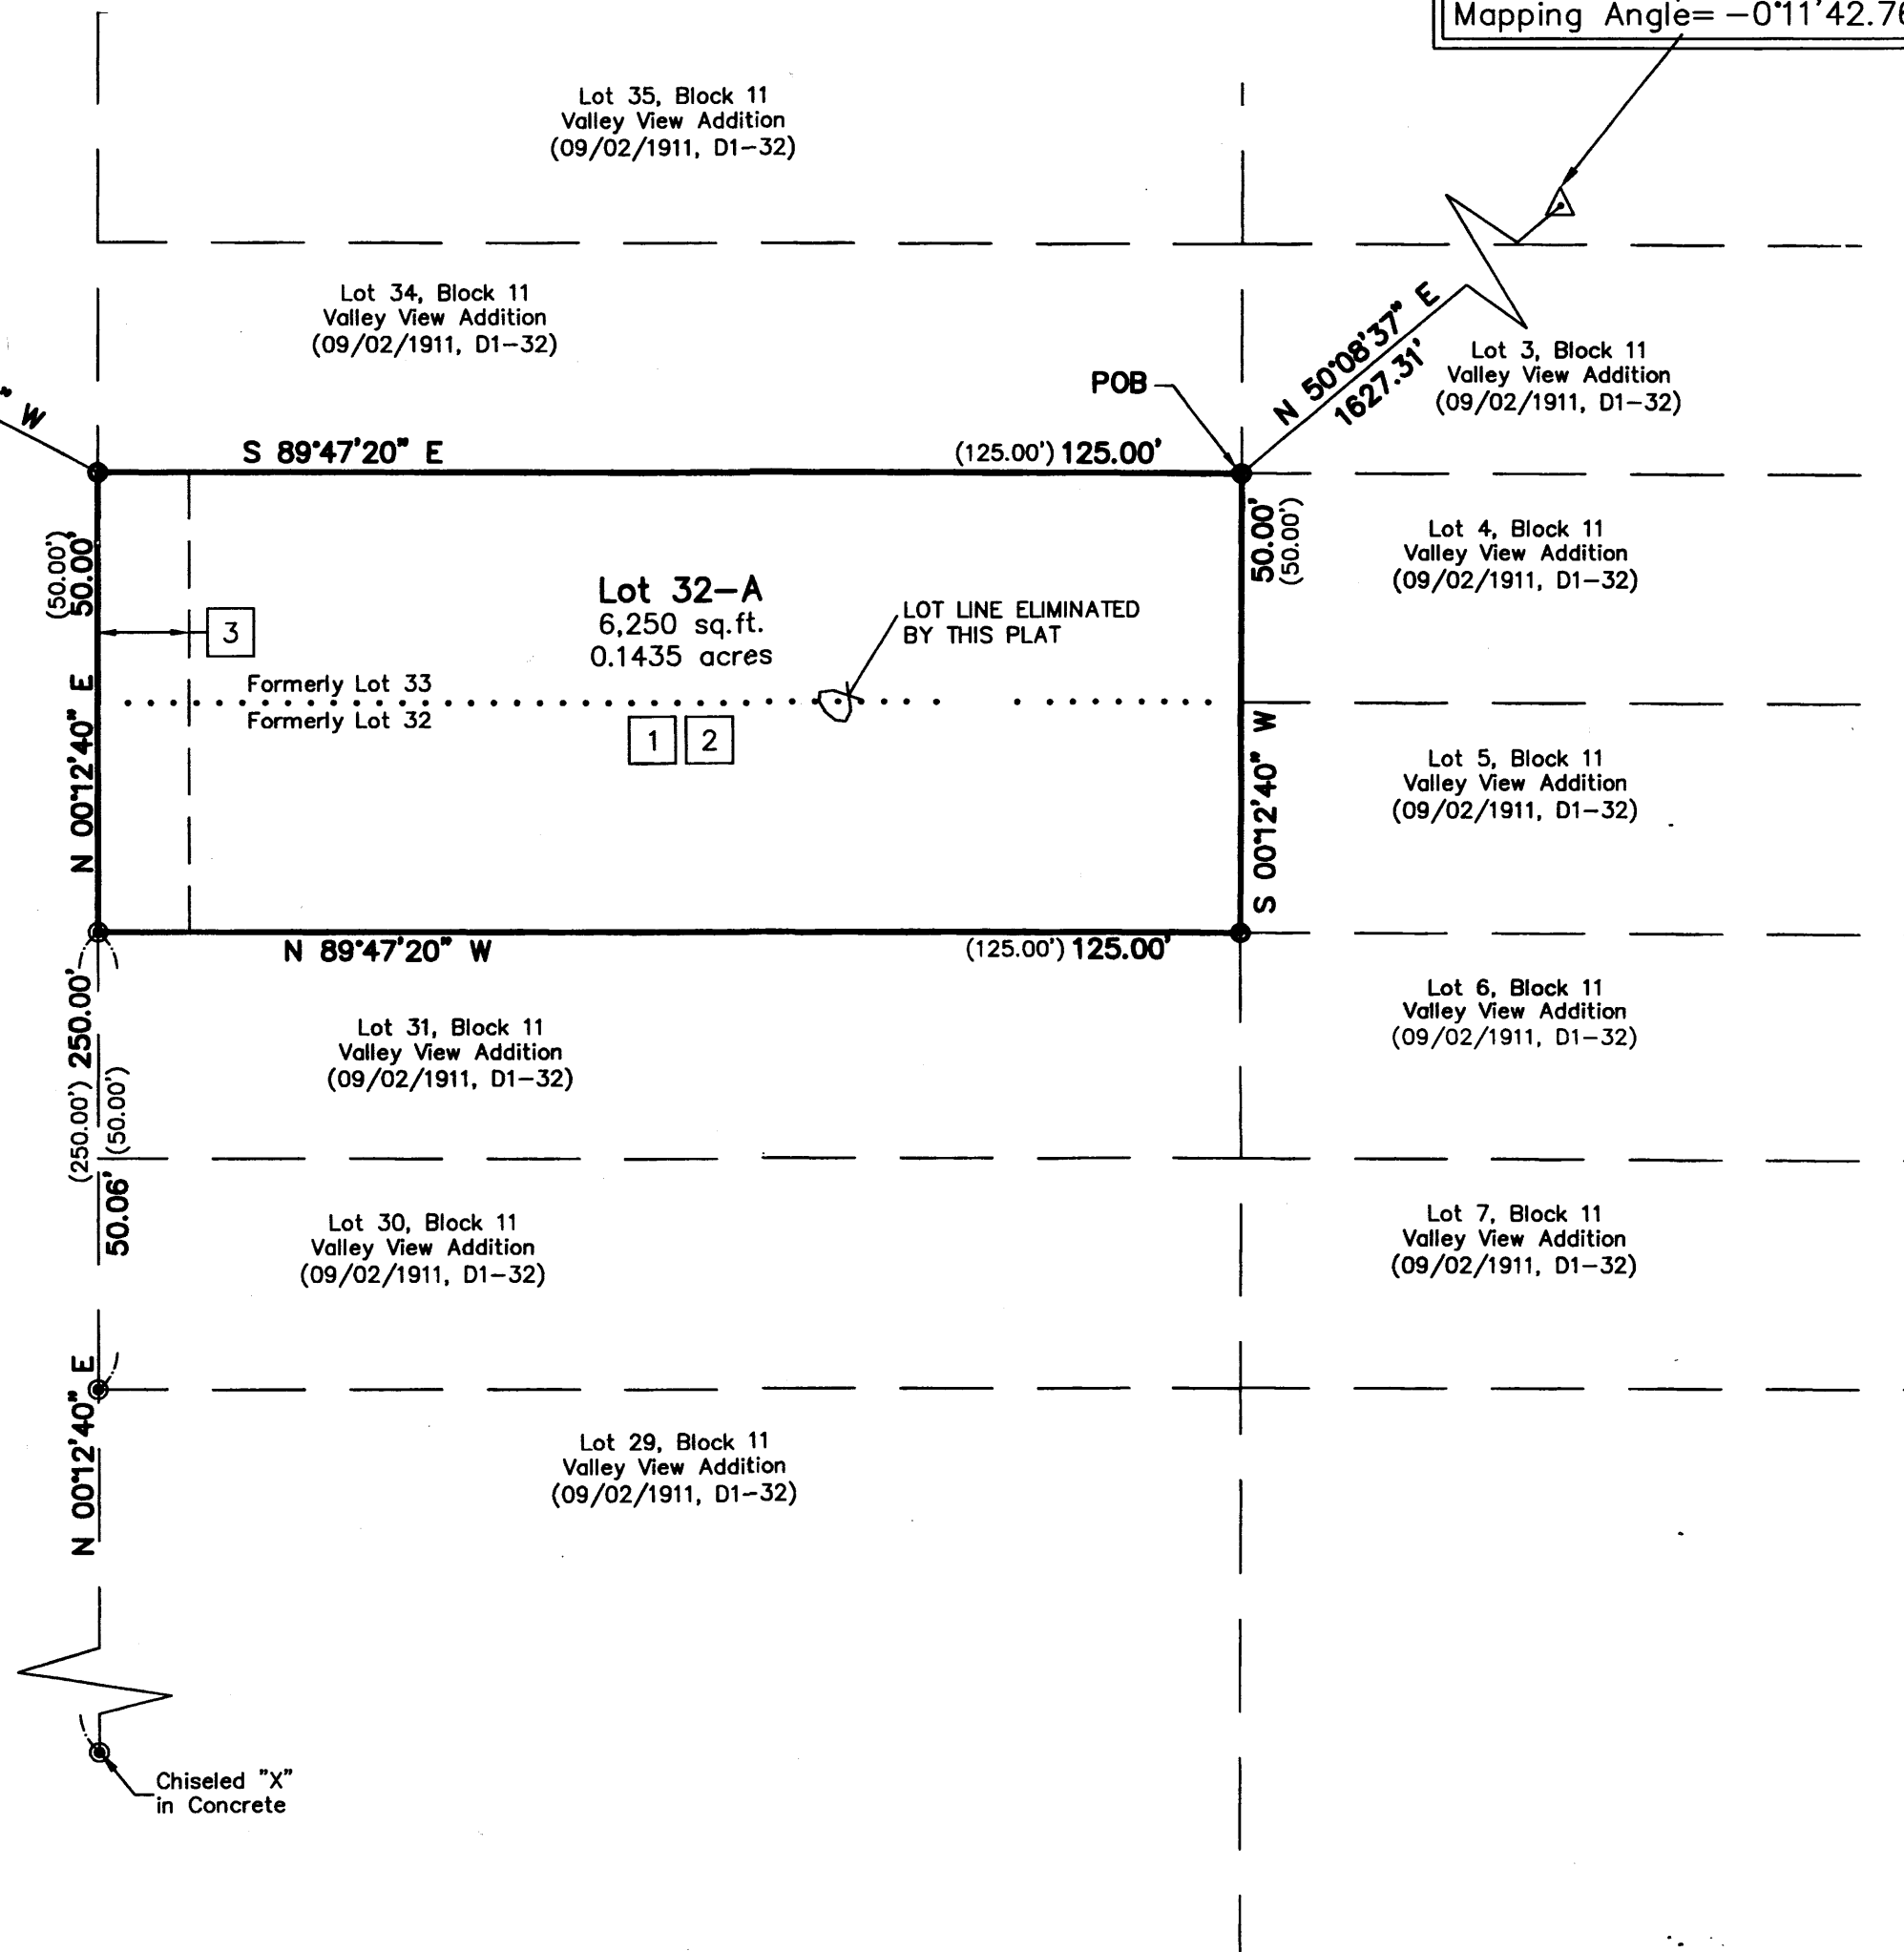 Mapping Angle= -0°11'42.76
Lot 35, Block 11
Valley View Addition
(09/02/1911, D1-32)
Lot 34, Block 11
Valley View Addition
(09/02/1911, D1-32)
" W
POB
N 50°08'37" E
1627.31'
Lot 3, Block 11
Valley View Addition
(09/02/1911, D1-32)
S 89°47'20" E
(125.00') 125.00'
(50.00')
50.00'
N 00°12'40" E
3
Lot 32-A
6,250 sq.ft.
0.1435 acres
LOT LINE ELIMINATED
BY THIS PLAT
Formerly Lot 33
Formerly Lot 32
1
2
50.00'
(50.00')
S 00°12'40" W
Lot 4, Block 11
Valley View Addition
(09/02/1911, D1-32)
Lot 5, Block 11
Valley View Addition
(09/02/1911, D1-32)
N 89°47'20" W
(125.00') 125.00'
(250.00') 250.00'
(50.00')
50.06'
Lot 31, Block 11
Valley View Addition
(09/02/1911, D1-32)
Lot 6, Block 11
Valley View Addition
(09/02/1911, D1-32)
Lot 30, Block 11
Valley View Addition
(09/02/1911, D1-32)
Lot 7, Block 11
Valley View Addition
(09/02/1911, D1-32)
N 00°12'40" E
Lot 29, Block 11
Valley View Addition
(09/02/1911, D1-32)
Chiseled "X"
in Concrete